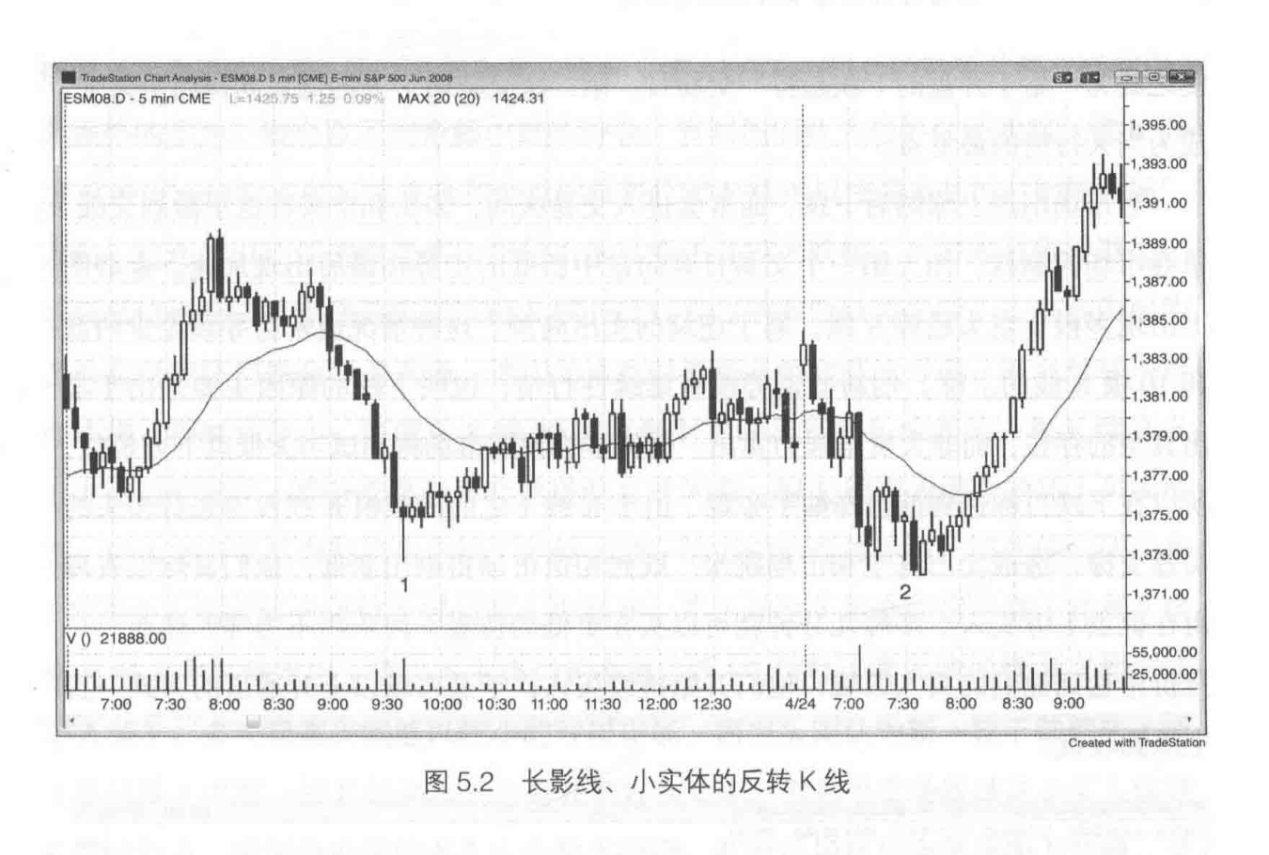 TradeStation Chart Analysis - ESM08.D 5 min [CME] E-mini S&P 500 Jun 2008
ESM08.D - 5 min CME L=1425.75 1.25 0.09% MAX 20 (20) 1424.31
1,395.00
1,393.00
1,391.00
1,389.00
1,387.00
1,385.00
1,383.00
1,381.00
1,379.00
1,377.00
1,375.00
1,373.00
1,371.00
2
V () 21888.00
55,000.00
25,000.00
7:00 7:30 8:00 8:30 9:00 9:30 10:00 10:30 11:00 11:30 12:00 12:30 4/24 7:00 7:30 8:00 8:30 9:00
Created with TradeStation
图 5.2 长影线、小实体的反转 K 线